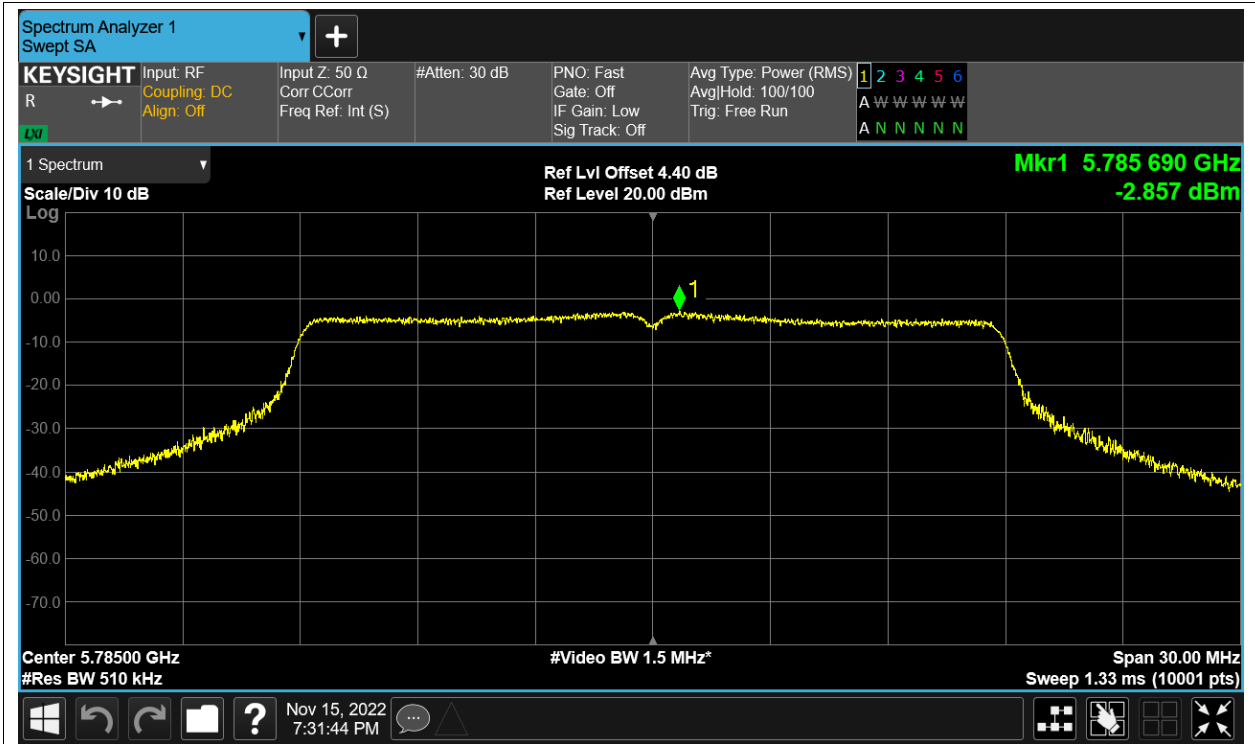 Spectrum Analyzer 1
Swept SA
KEYSIGHT
R
LXI
Input: RF
Coupling: DC
Align: Off
Input Z: 50 Ω
Corr CCorr
Freq Ref: Int (S)
#Atten: 30 dB
PNO: Fast
Gate: Off
IF Gain: Low
Sig Track: Off
Avg Type: Power (RMS)
Avg|Hold: 100/100
Trig: Free Run
1 2 3 4 5 6
A W W W W W
A N N N N N
1 Spectrum
Scale/Div 10 dB
Ref Lvl Offset 4.40 dB
Ref Level 20.00 dBm
Mkr1 5.785 690 GHz
-2.857 dBm
Log
10.0
0.00
-10.0
-20.0
-30.0
-40.0
-50.0
-60.0
-70.0
1
Center 5.78500 GHz
#Res BW 510 kHz
#Video BW 1.5 MHz*
Span 30.00 MHz
Sweep 1.33 ms (10001 pts)
?
Nov 15, 2022
7:31:44 PM